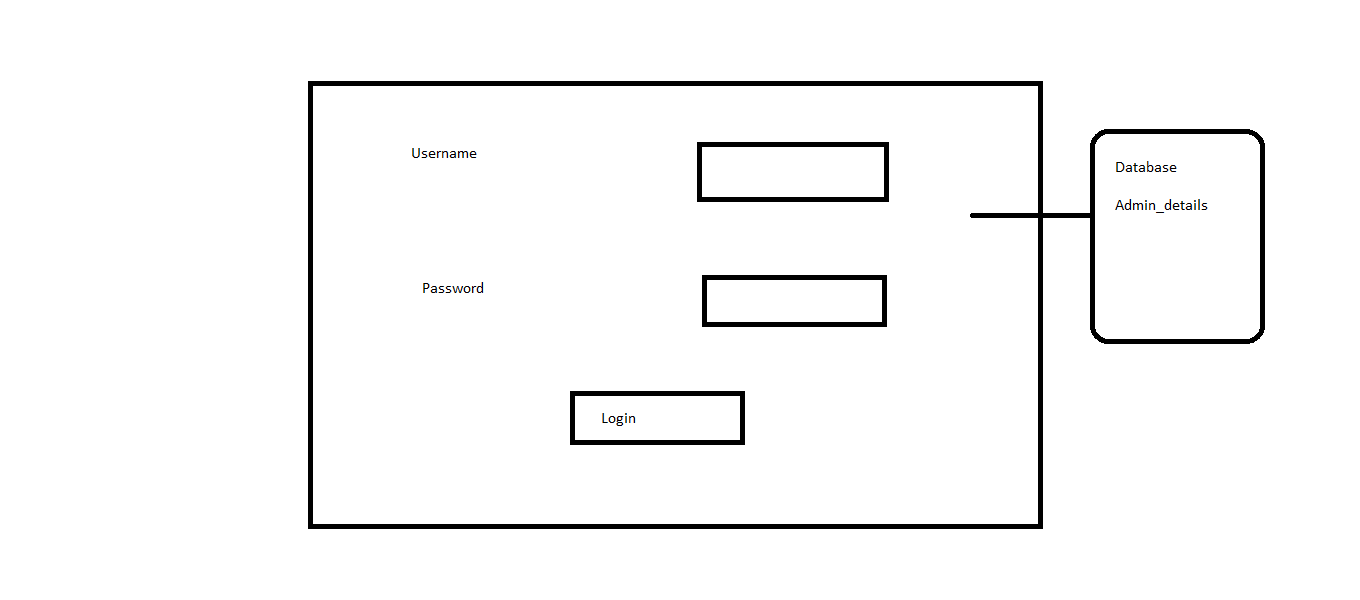 Username
Database
Admin_details
Password
Login